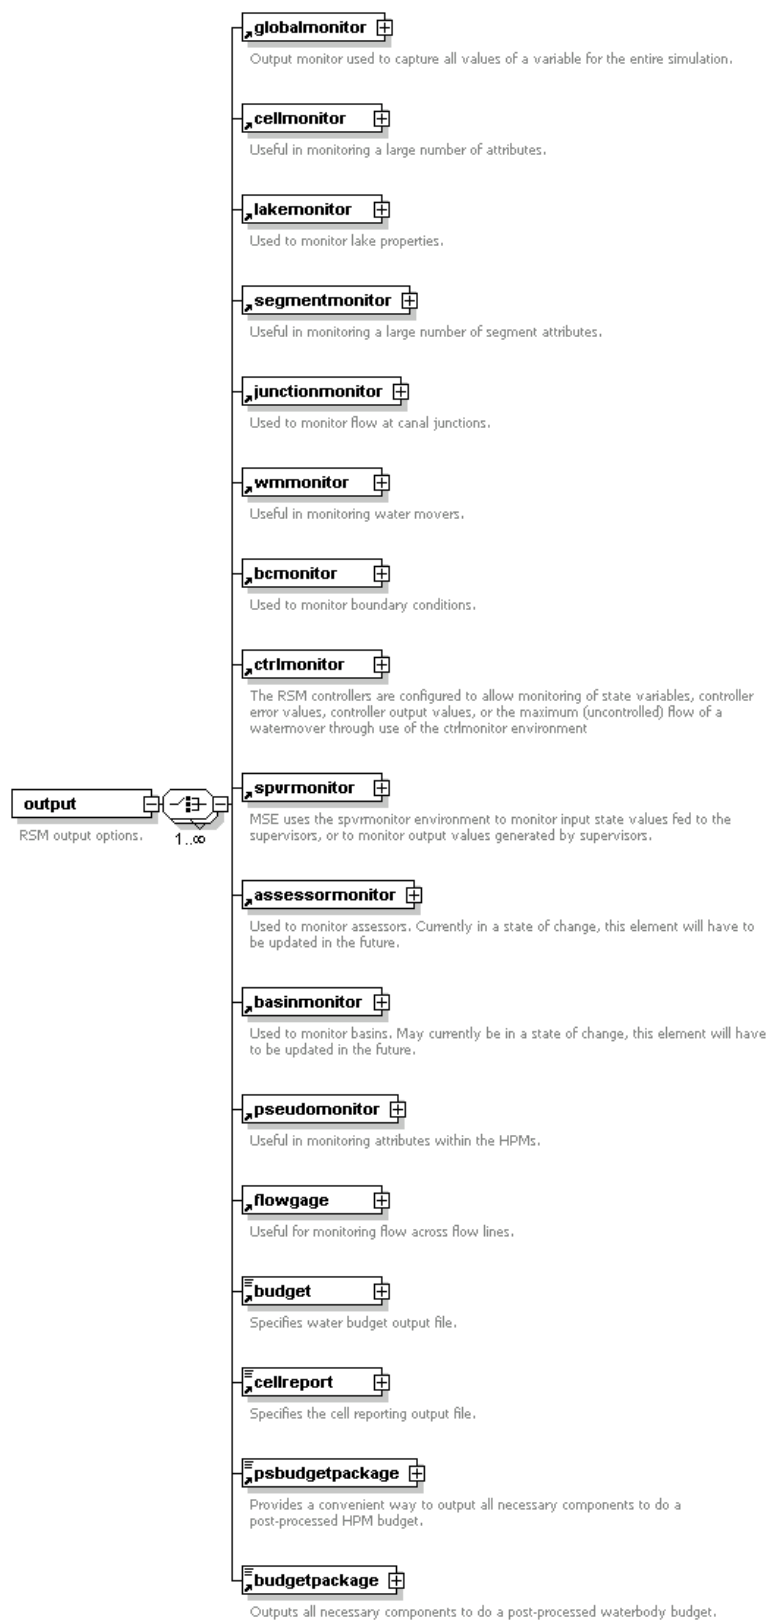 globalmonitor
Output monitor used to capture all values of a variable for the entire simulation.
cellmonitor
Useful in monitoring a large number of attributes.
lakemonitor
Used to monitor lake properties.
segmentmonitor
Useful in monitoring a large number of segment attributes.
junctionmonitor
Used to monitor flow at canal junctions.
wmmonitor
Useful in monitoring water movers.
bcmonitor
Used to monitor boundary conditions.
ctrlmonitor
The RSM controllers are configured to allow monitoring of state variables, controller
error values, controller output values, or the maximum (uncontrolled) flow of a
watermover through use of the ctrlmonitor environment
output
RSM output options.
1..∞
spvrmonitor
MSE uses the spvrmonitor environment to monitor input state values fed to the
supervisors, or to monitor output values generated by supervisors.
assessormonitor
Used to monitor assessors. Currently in a state of change, this element will have to
be updated in the future.
basinmonitor
Used to monitor basins. May currently be in a state of change, this element will have
to be updated in the future.
pseudomonitor
Useful in monitoring attributes within the HPMs.
flowgage
Useful for monitoring flow across flow lines.
budget
Specifies water budget output file.
cellreport
Specifies the cell reporting output file.
psbudgetpackage
Provides a convenient way to output all necessary components to do a
post-processed HPM budget.
budgetpackage
Outputs all necessary components to do a post-processed waterbody budget.